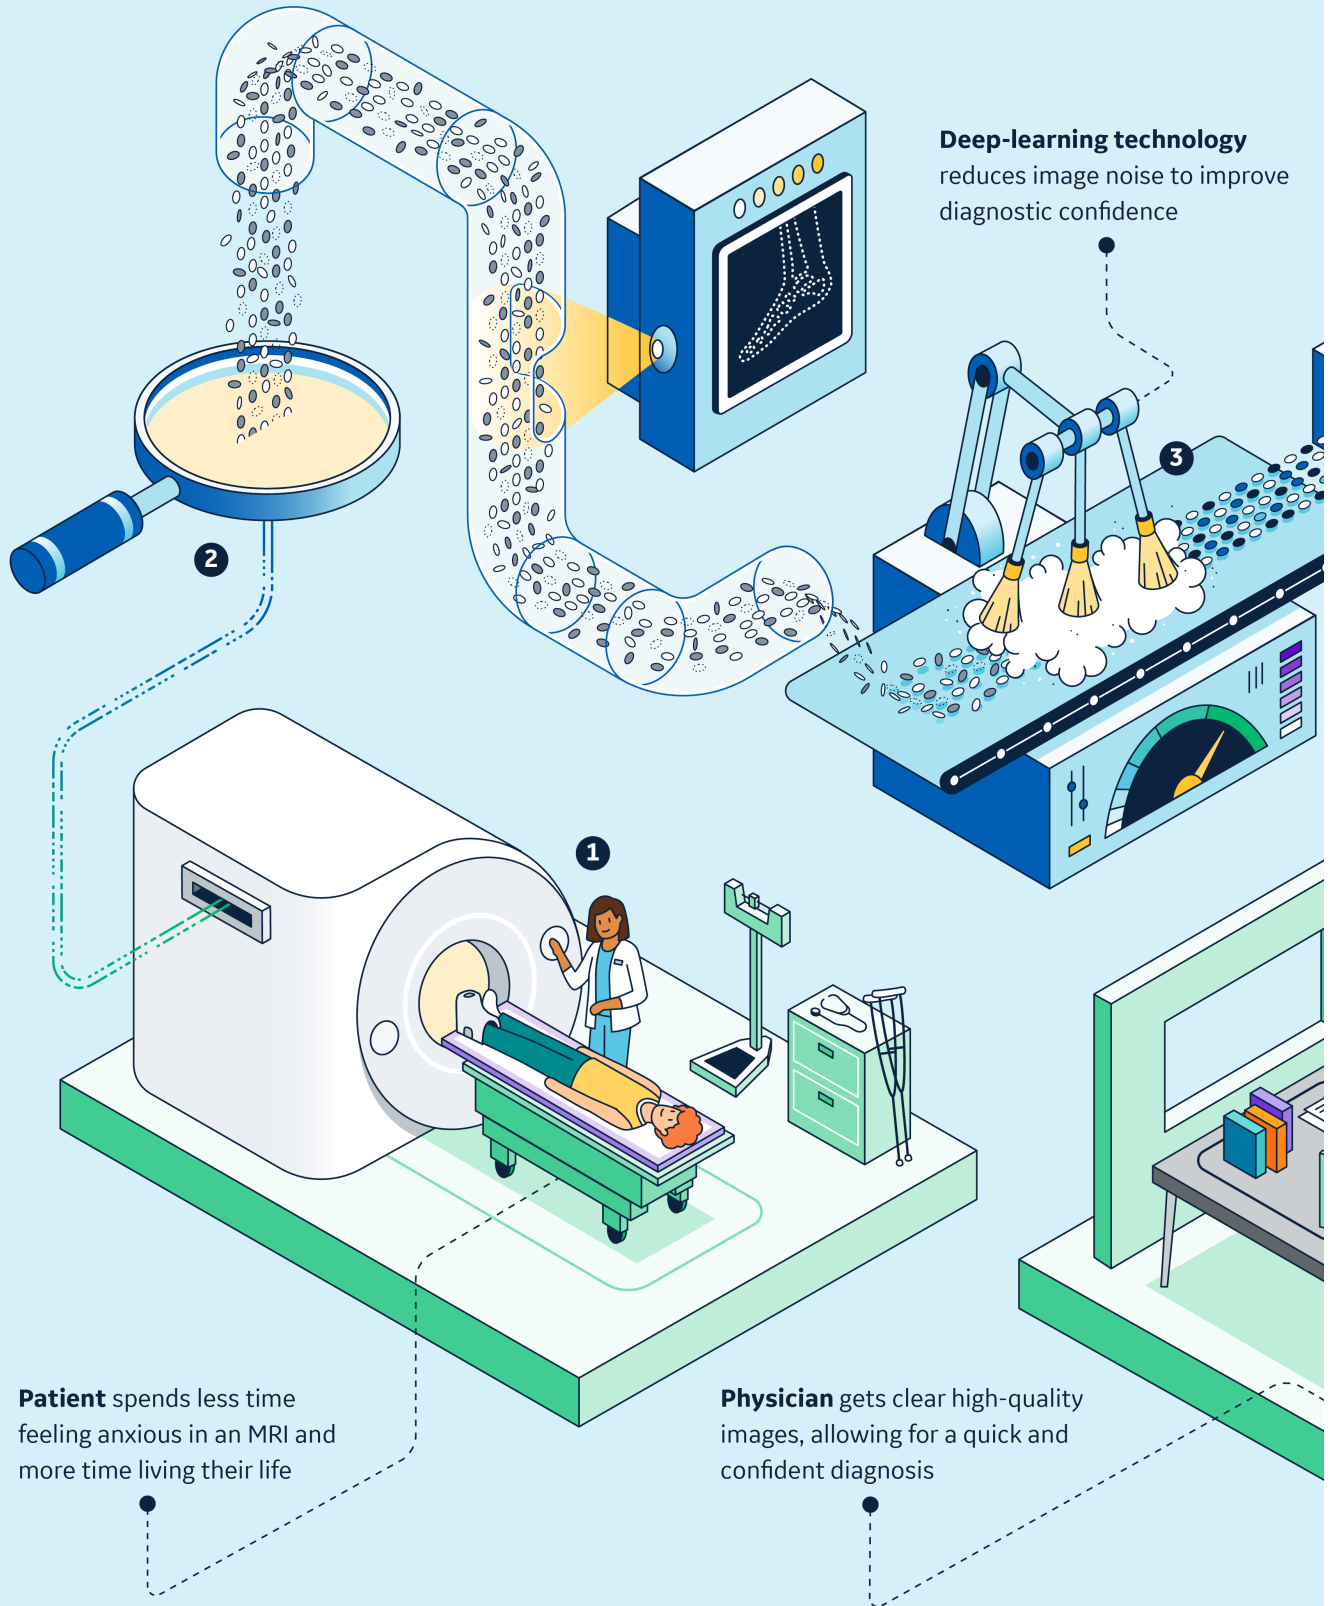 Deep-learning technology
reduces image noise to improve
diagnostic confidence
3
2
1
Patient spends less time
feeling anxious in an MRI and
more time living their life
Physician gets clear high-quality
images, allowing for a quick and
confident diagnosis